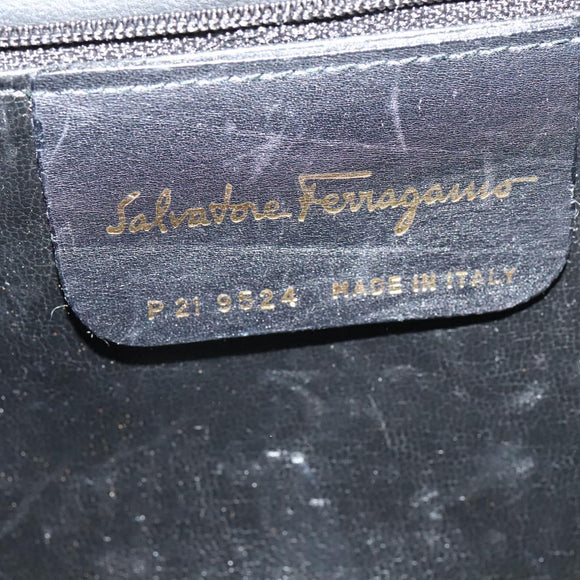 Salvatore Ferragamo
P 21 9524 MADE IN ITALY